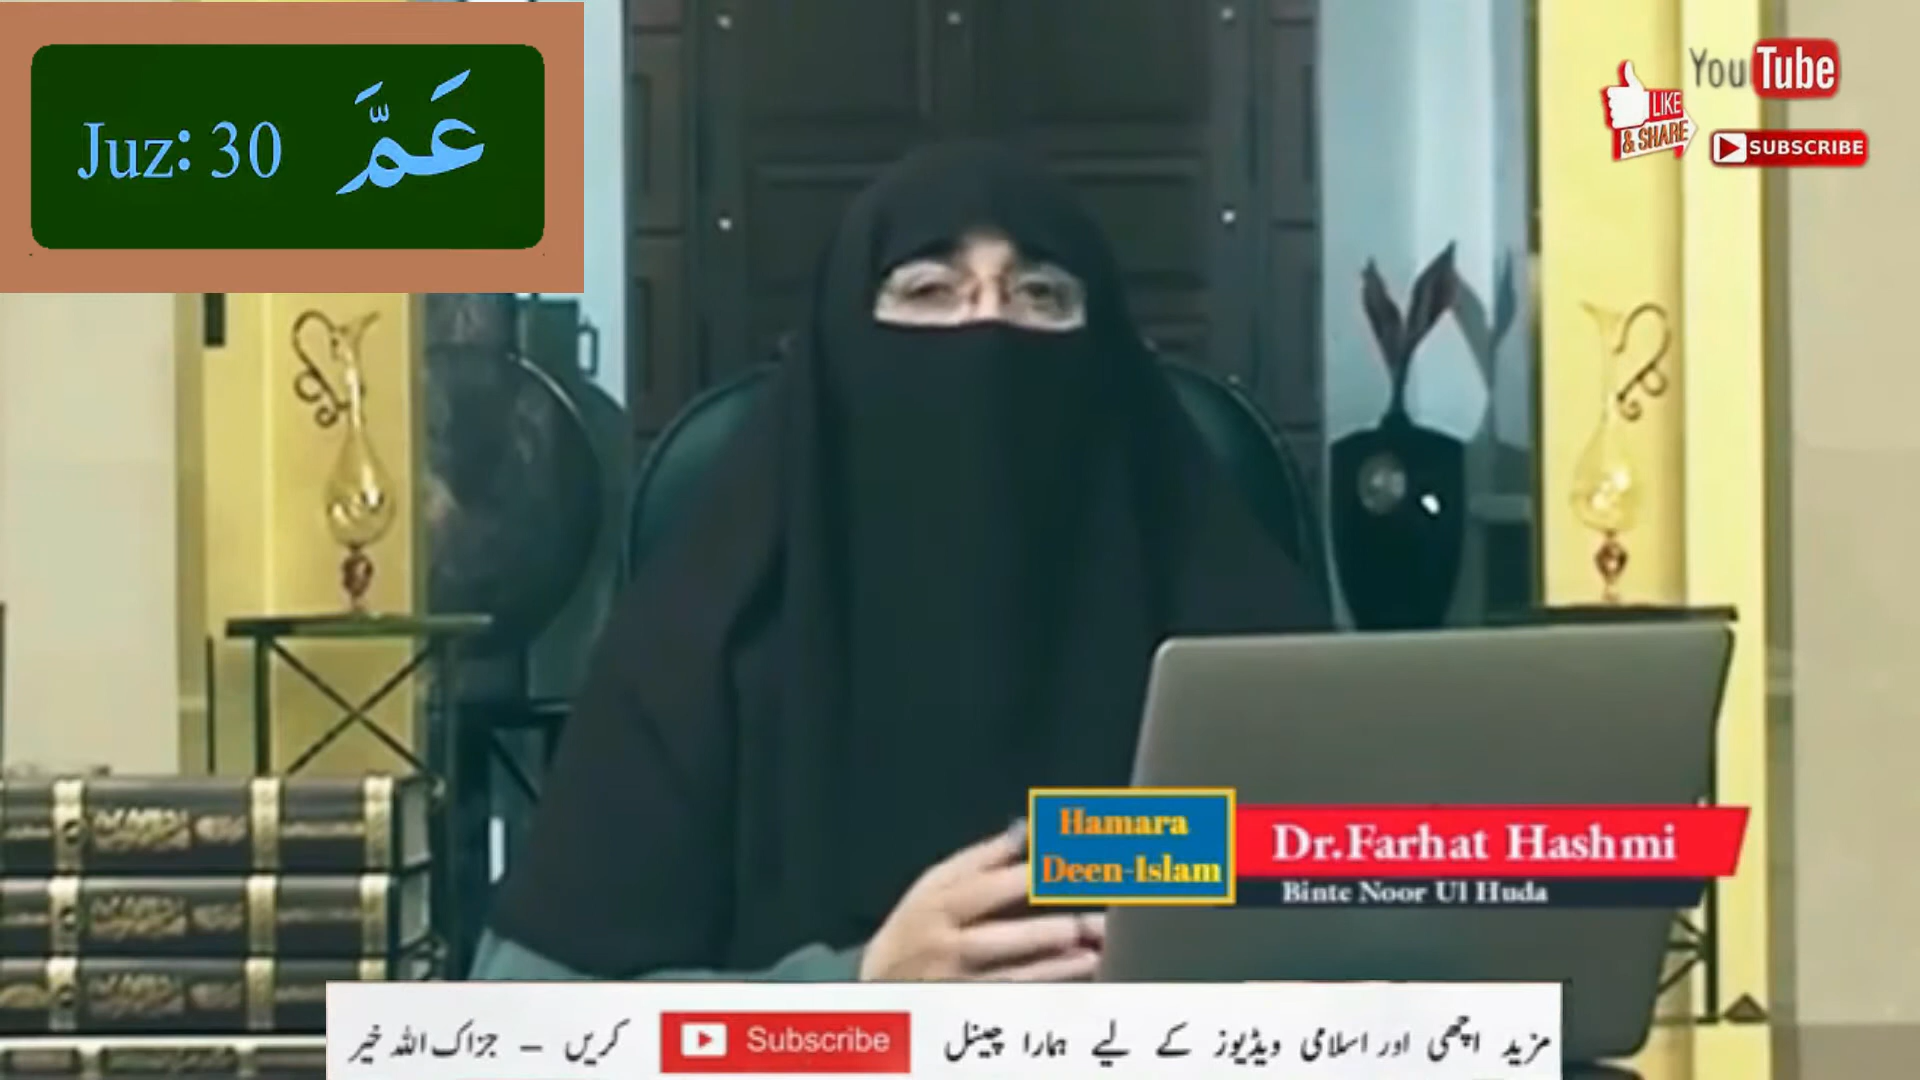 Juz: 30 عَمَّ
YouTube
LIKE
& SHARE
SUBSCRIBE
Hamara
Deen-Islam
Dr.Farhat Hashmi
Binte Noor Ul Huda
مزید اچھی اور اسلامی ویڈیوز کے لیے ہمارا چینل Subscribe کریں – جزاک اللہ خیر